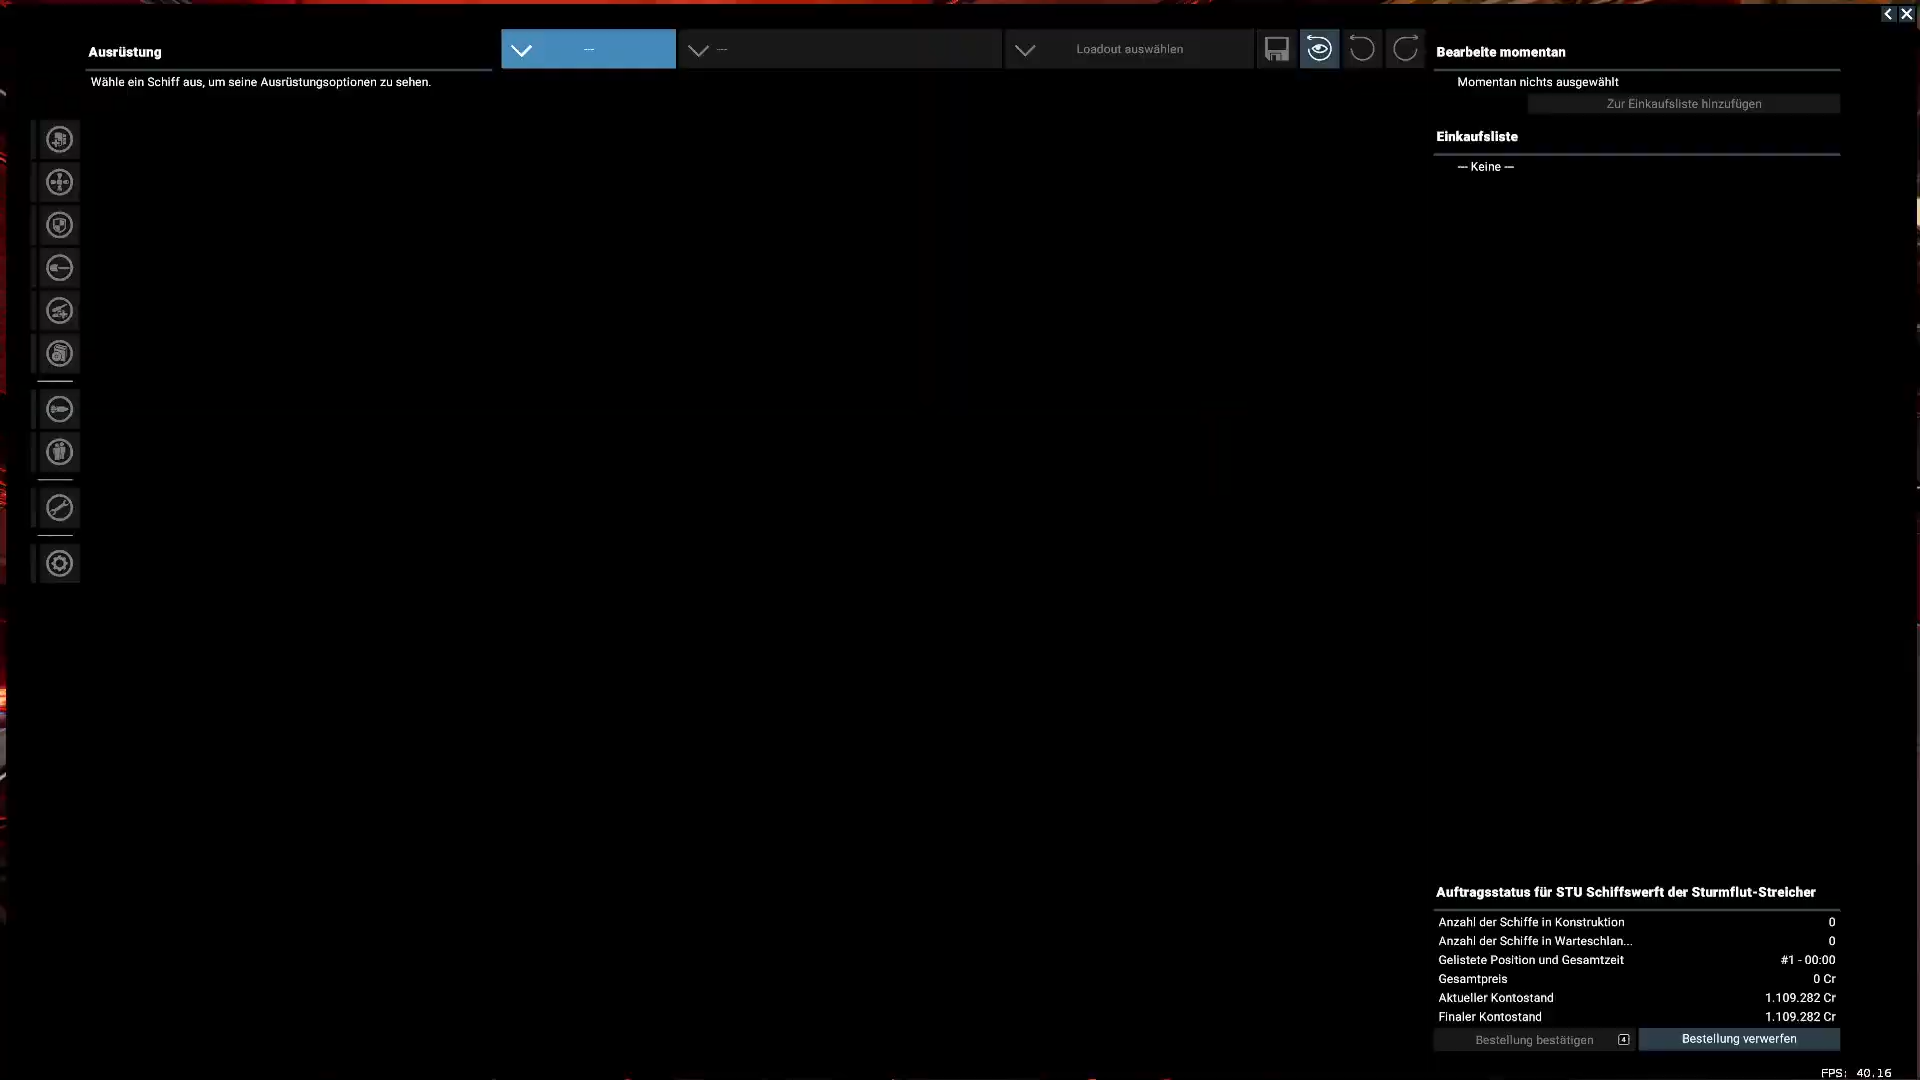 Ausrüstung
Wähle ein Schiff aus, um seine Ausrüstungsoptionen zu sehen.
---
---
Loadout auswählen
Bearbeite momentan
Momentan nichts ausgewählt
Zur Einkaufsliste hinzufügen
Einkaufsliste
--- Keine ---
Auftragsstatus für STU Schiffswerft der Sturmflut-Streicher
Anzahl der Schiffe in Konstruktion 0
Anzahl der Schiffe in Warteschlan... 0
Gelistete Position und Gesamtzeit #1 - 00:00
Gesamtpreis 0 Cr
Aktueller Kontostand 1.109.282 Cr
Finaler Kontostand 1.109.282 Cr
Bestellung bestätigen 4 Bestellung verwerfen
FPS: 40.16